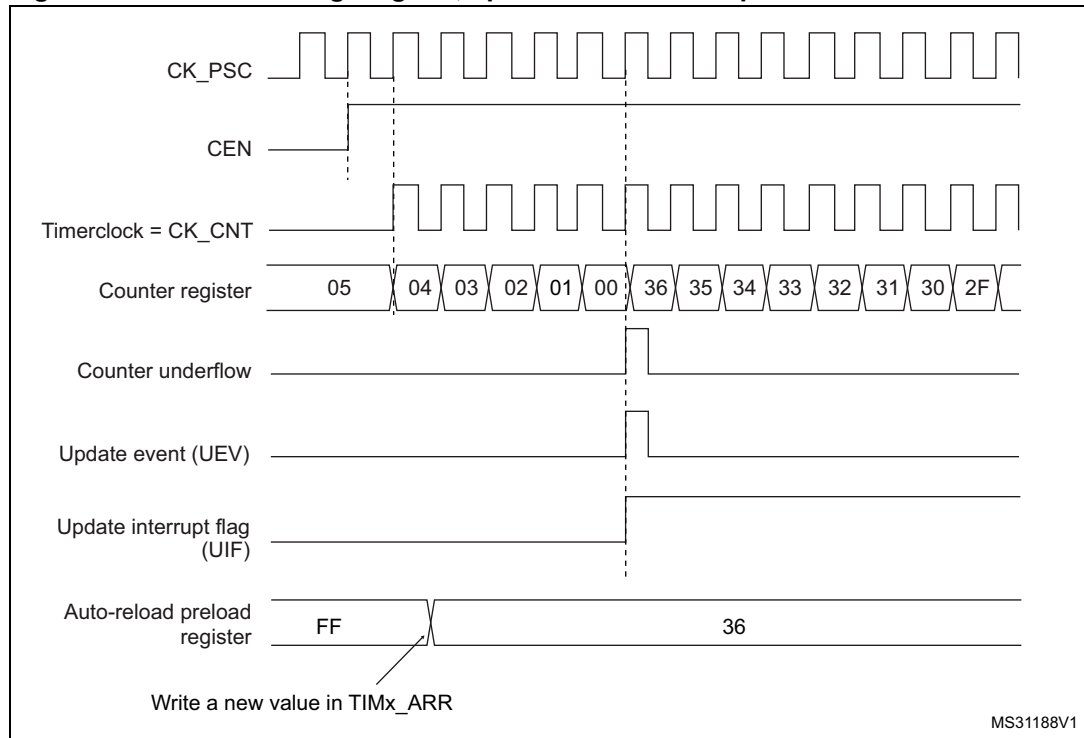 CK_PSC
CEN
Timerclock = CK_CNT
Counter register 05 04 03 02 01 00 36 35 34 33 32 31 30 2F
Counter underflow
Update event (UEV)
Update interrupt flag
(UIF)
Auto-reload preload
register
FF 36
Write a new value in TIMx_ARR
MS31188V1